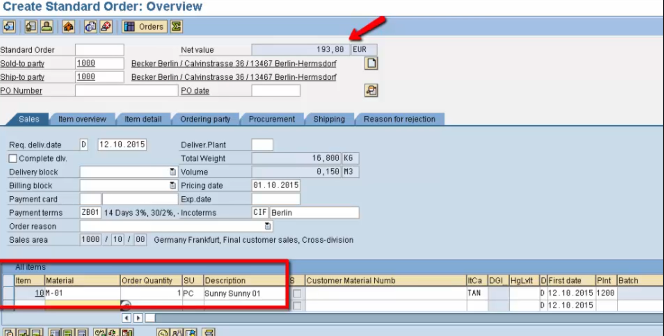 Create Standard Order: Overview
Orders
Standard Order Net value 193,80 EUR
Sold-to party 1000 Becker Berlin / Calvinstrasse 36 / 13467 Berlin-Hermsdorf
Ship-to party 1000 Becker Berlin / Calvinstrasse 36 / 13467 Berlin-Hermsdorf
PO Number PO date
Sales Item overview Item detail Ordering party Procurement Shipping Reason for rejection
Req. deliv.date D 12.10.2015 Deliver.Plant
Complete dlv. Total Weight 16,800 KG
Delivery block Volume 0,150 M3
Billing block Pricing date 01.10.2015
Payment card Exp.date
Payment terms ZB01 14 Days 3%, 30/2%, - Incoterms CIF Berlin
Order reason
Sales area 1000 / 10 / 00 Germany Frankfurt, Final customer sales, Cross-division
All items
Item Material Order Quantity SU Description S Customer Material Numb ItCa DGI HgLvIt D First date Plnt Batch
10 M-01 1 PC Sunny Sunny 01 TAN D 12.10.2015 1200
D 12.10.2015